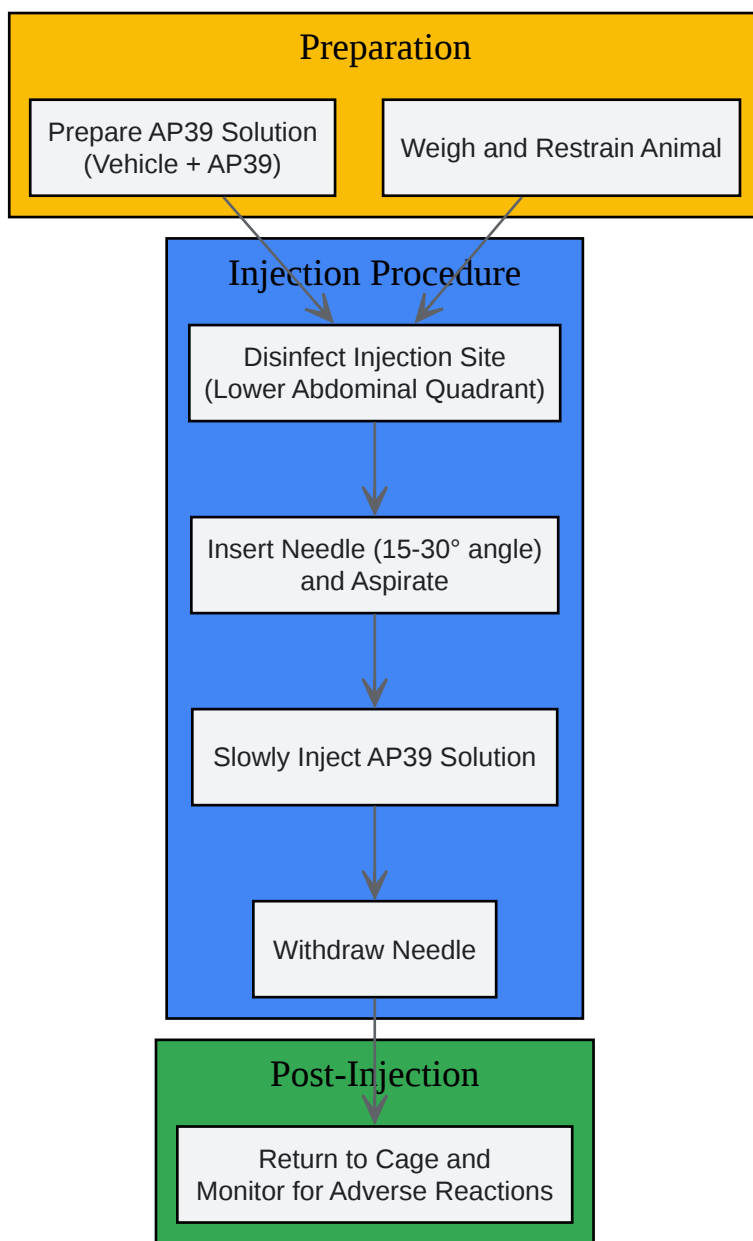 Preparation
Prepare AP39 Solution
(Vehicle + AP39)
Weigh and Restrain Animal
Injection Procedure
Disinfect Injection Site
(Lower Abdominal Quadrant)
Insert Needle (15-30° angle)
and Aspirate
Slowly Inject AP39 Solution
Withdraw Needle
Post-Injection
Return to Cage and
Monitor for Adverse Reactions